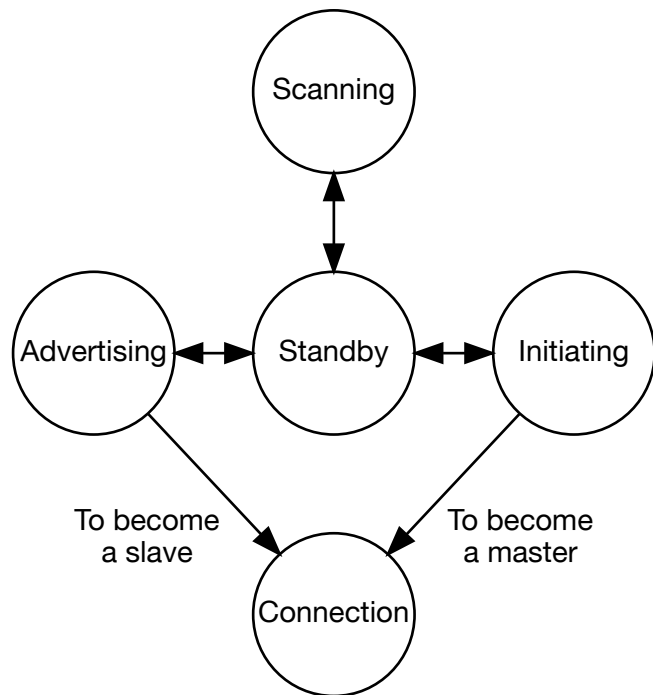 Scanning
Advertising
Standby
Initiating
To become
a slave
To become
a master
Connection